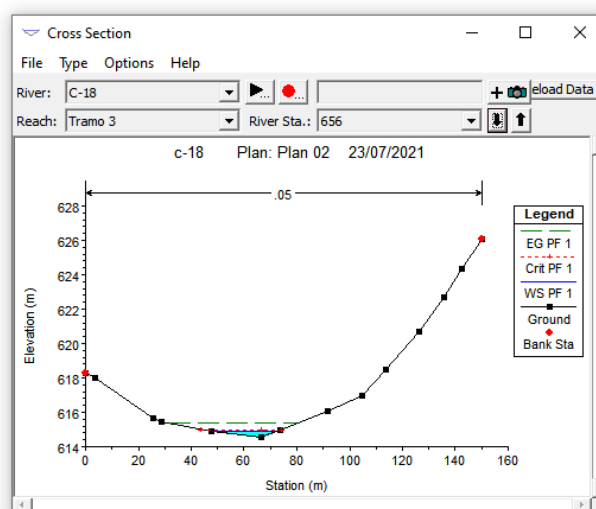 Cross Section
File Type Options Help
River: C-18 ... ... + eload Data
Reach: Tramo 3 River Sta.: 656
c-18 Plan: Plan 02 23/07/2021
.05
628
626
624
622
620
618
616
614
Elevation (m)
0 20 40 60 80 100 120 140 160
Station (m)
Legend
EG PF 1
Crit PF 1
WS PF 1
Ground
Bank Sta